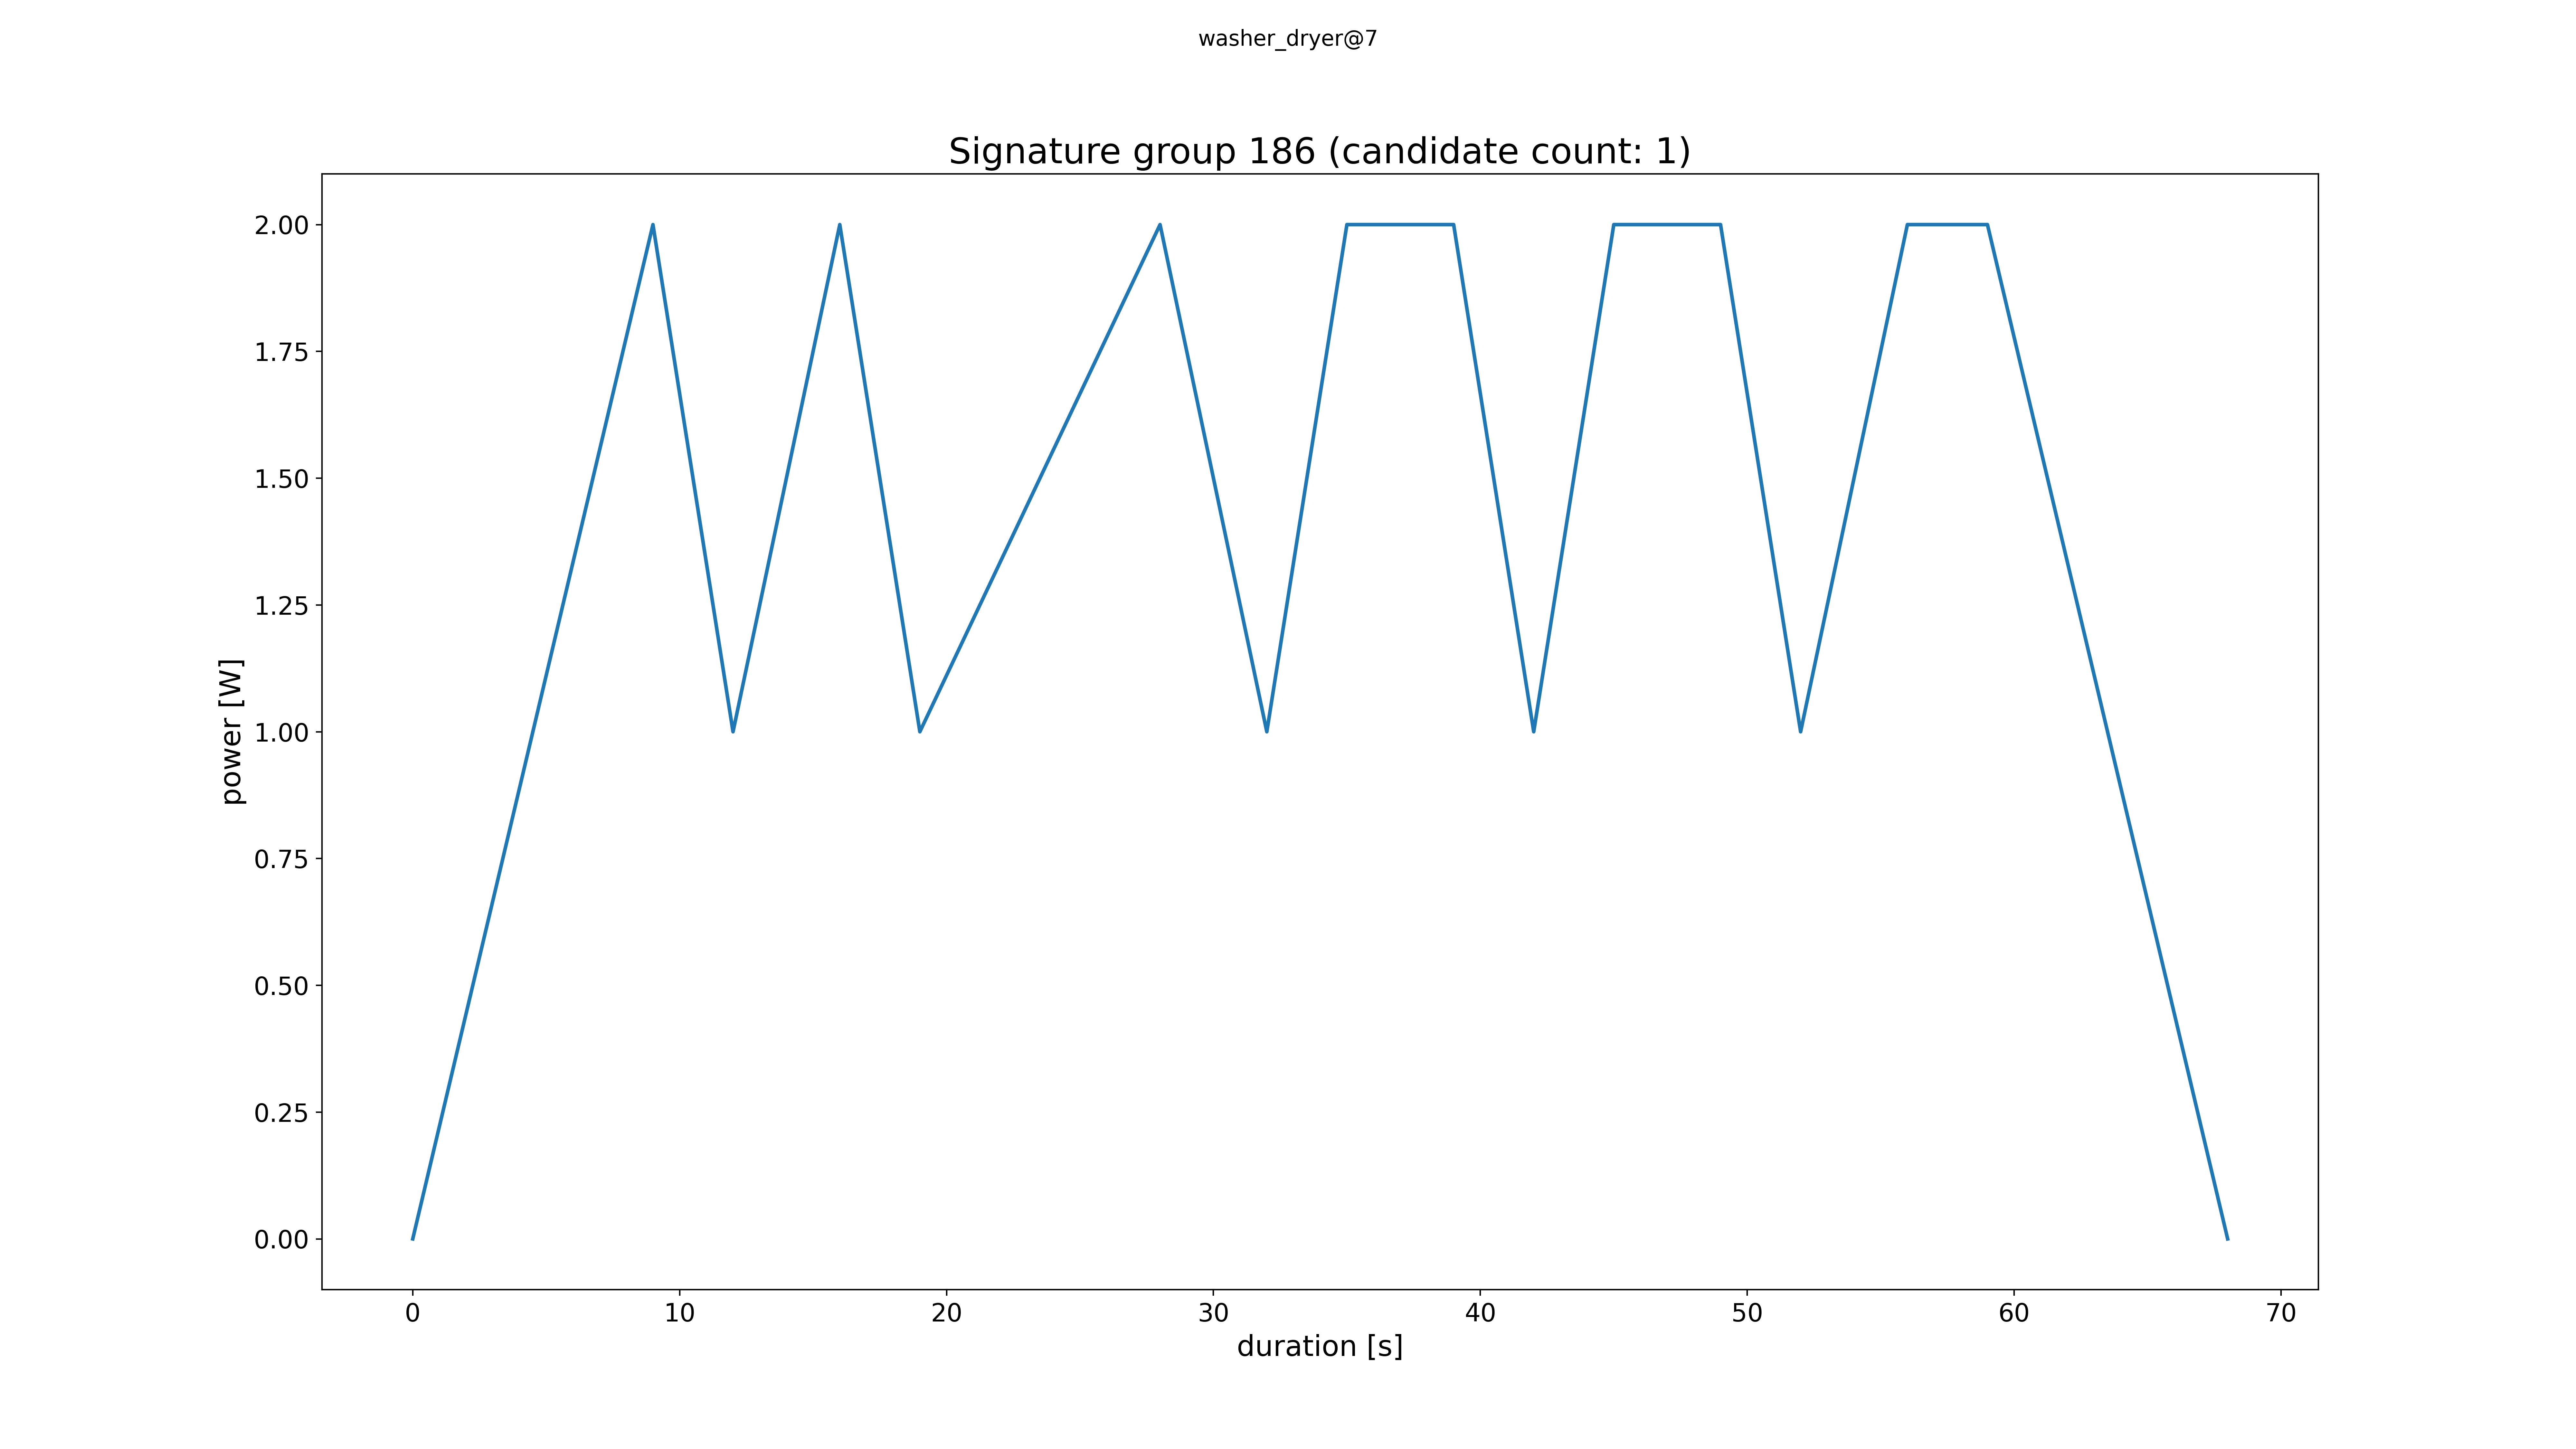 washer_dryer@7
Signature group 186 (candidate count: 1)
2.00
1.75
1.50
1.25
1.00
0.75
0.50
0.25
0.00
power [W]
0 10 20 30 40 50 60 70
duration [s]